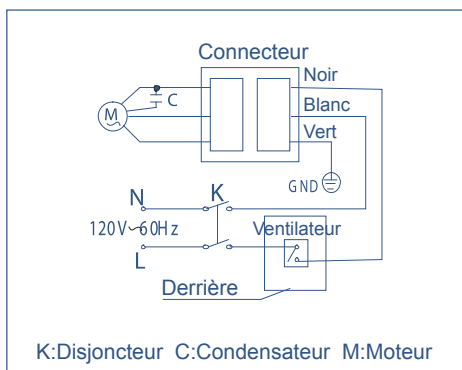 Connecteur
Noir
C
Blanc
M
Vert
GND
N
K
120V~60Hz
Ventilateur
L
Derrière
K:Disjoncteur C:Condensateur M:Moteur